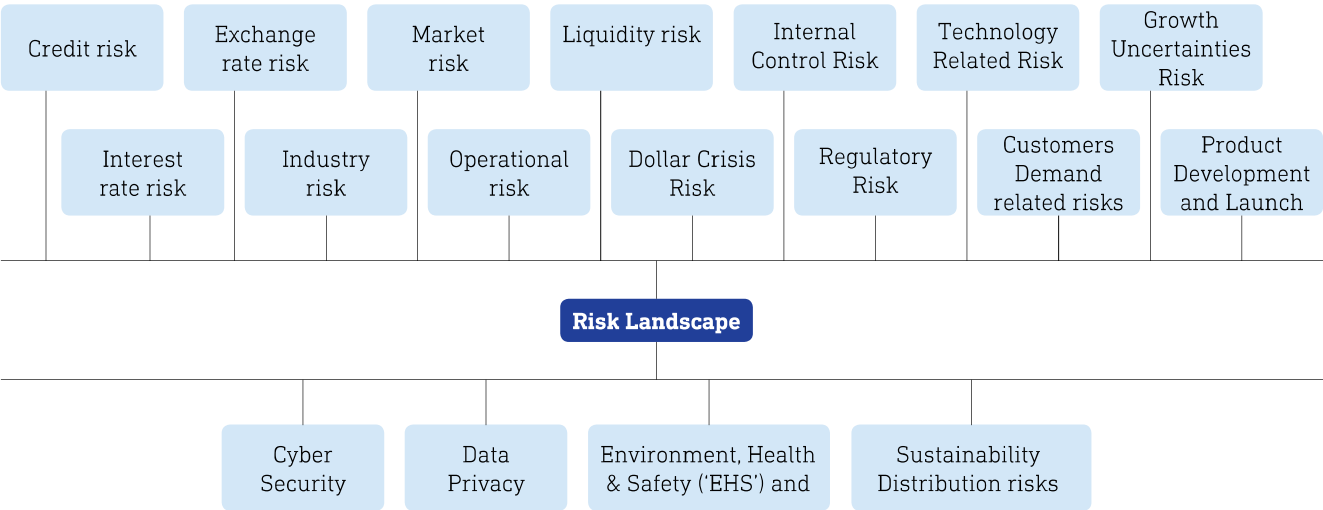 Credit risk
Exchange
rate risk
Market
risk
Liquidity risk
Internal
Control Risk
Technology
Related Risk
Growth
Uncertainties
Risk
Interest
rate risk
Industry
risk
Operational
risk
Dollar Crisis
Risk
Regulatory
Risk
Customers
Demand
related risks
Product
Development
and Launch
Risk Landscape
Cyber
Security
Data
Privacy
Environment, Health
& Safety (‘EHS’) and
Sustainability
Distribution risks